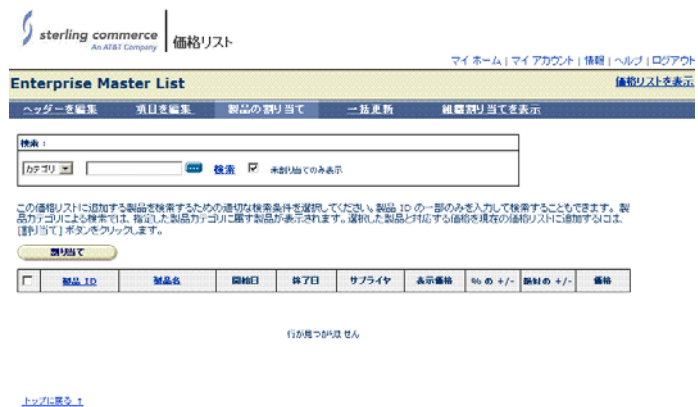 sterling commerce
An AT&T Company
価格リスト
マイ ホーム | マイ アカウント | 情報 | ヘルプ | ログアウト
Enterprise Master List
価格リストを表示
ヘッダーを編集 項目を編集 製品の割り当て 一括更新 組織割り当てを表示
検索 :
カテゴリ 検索 未割り当てのみ表示
この価格リストに追加する製品を検索するための適切な検索条件を選択してください。製品 ID の一部のみを入力して検索することもできます。製
品カテゴリによる検索では、指定した製品カテゴリに属す製品が表示されます。選択した製品と対応する価格を現在の価格リストに追加するには、
[割り当て] ボタンをクリックします。
割り当て
製品 ID 製品名 開始日 終了日 サプライヤ 表示価格 % の +/- 絶対の +/- 価格
行が見つかりません
トップに戻る ↑